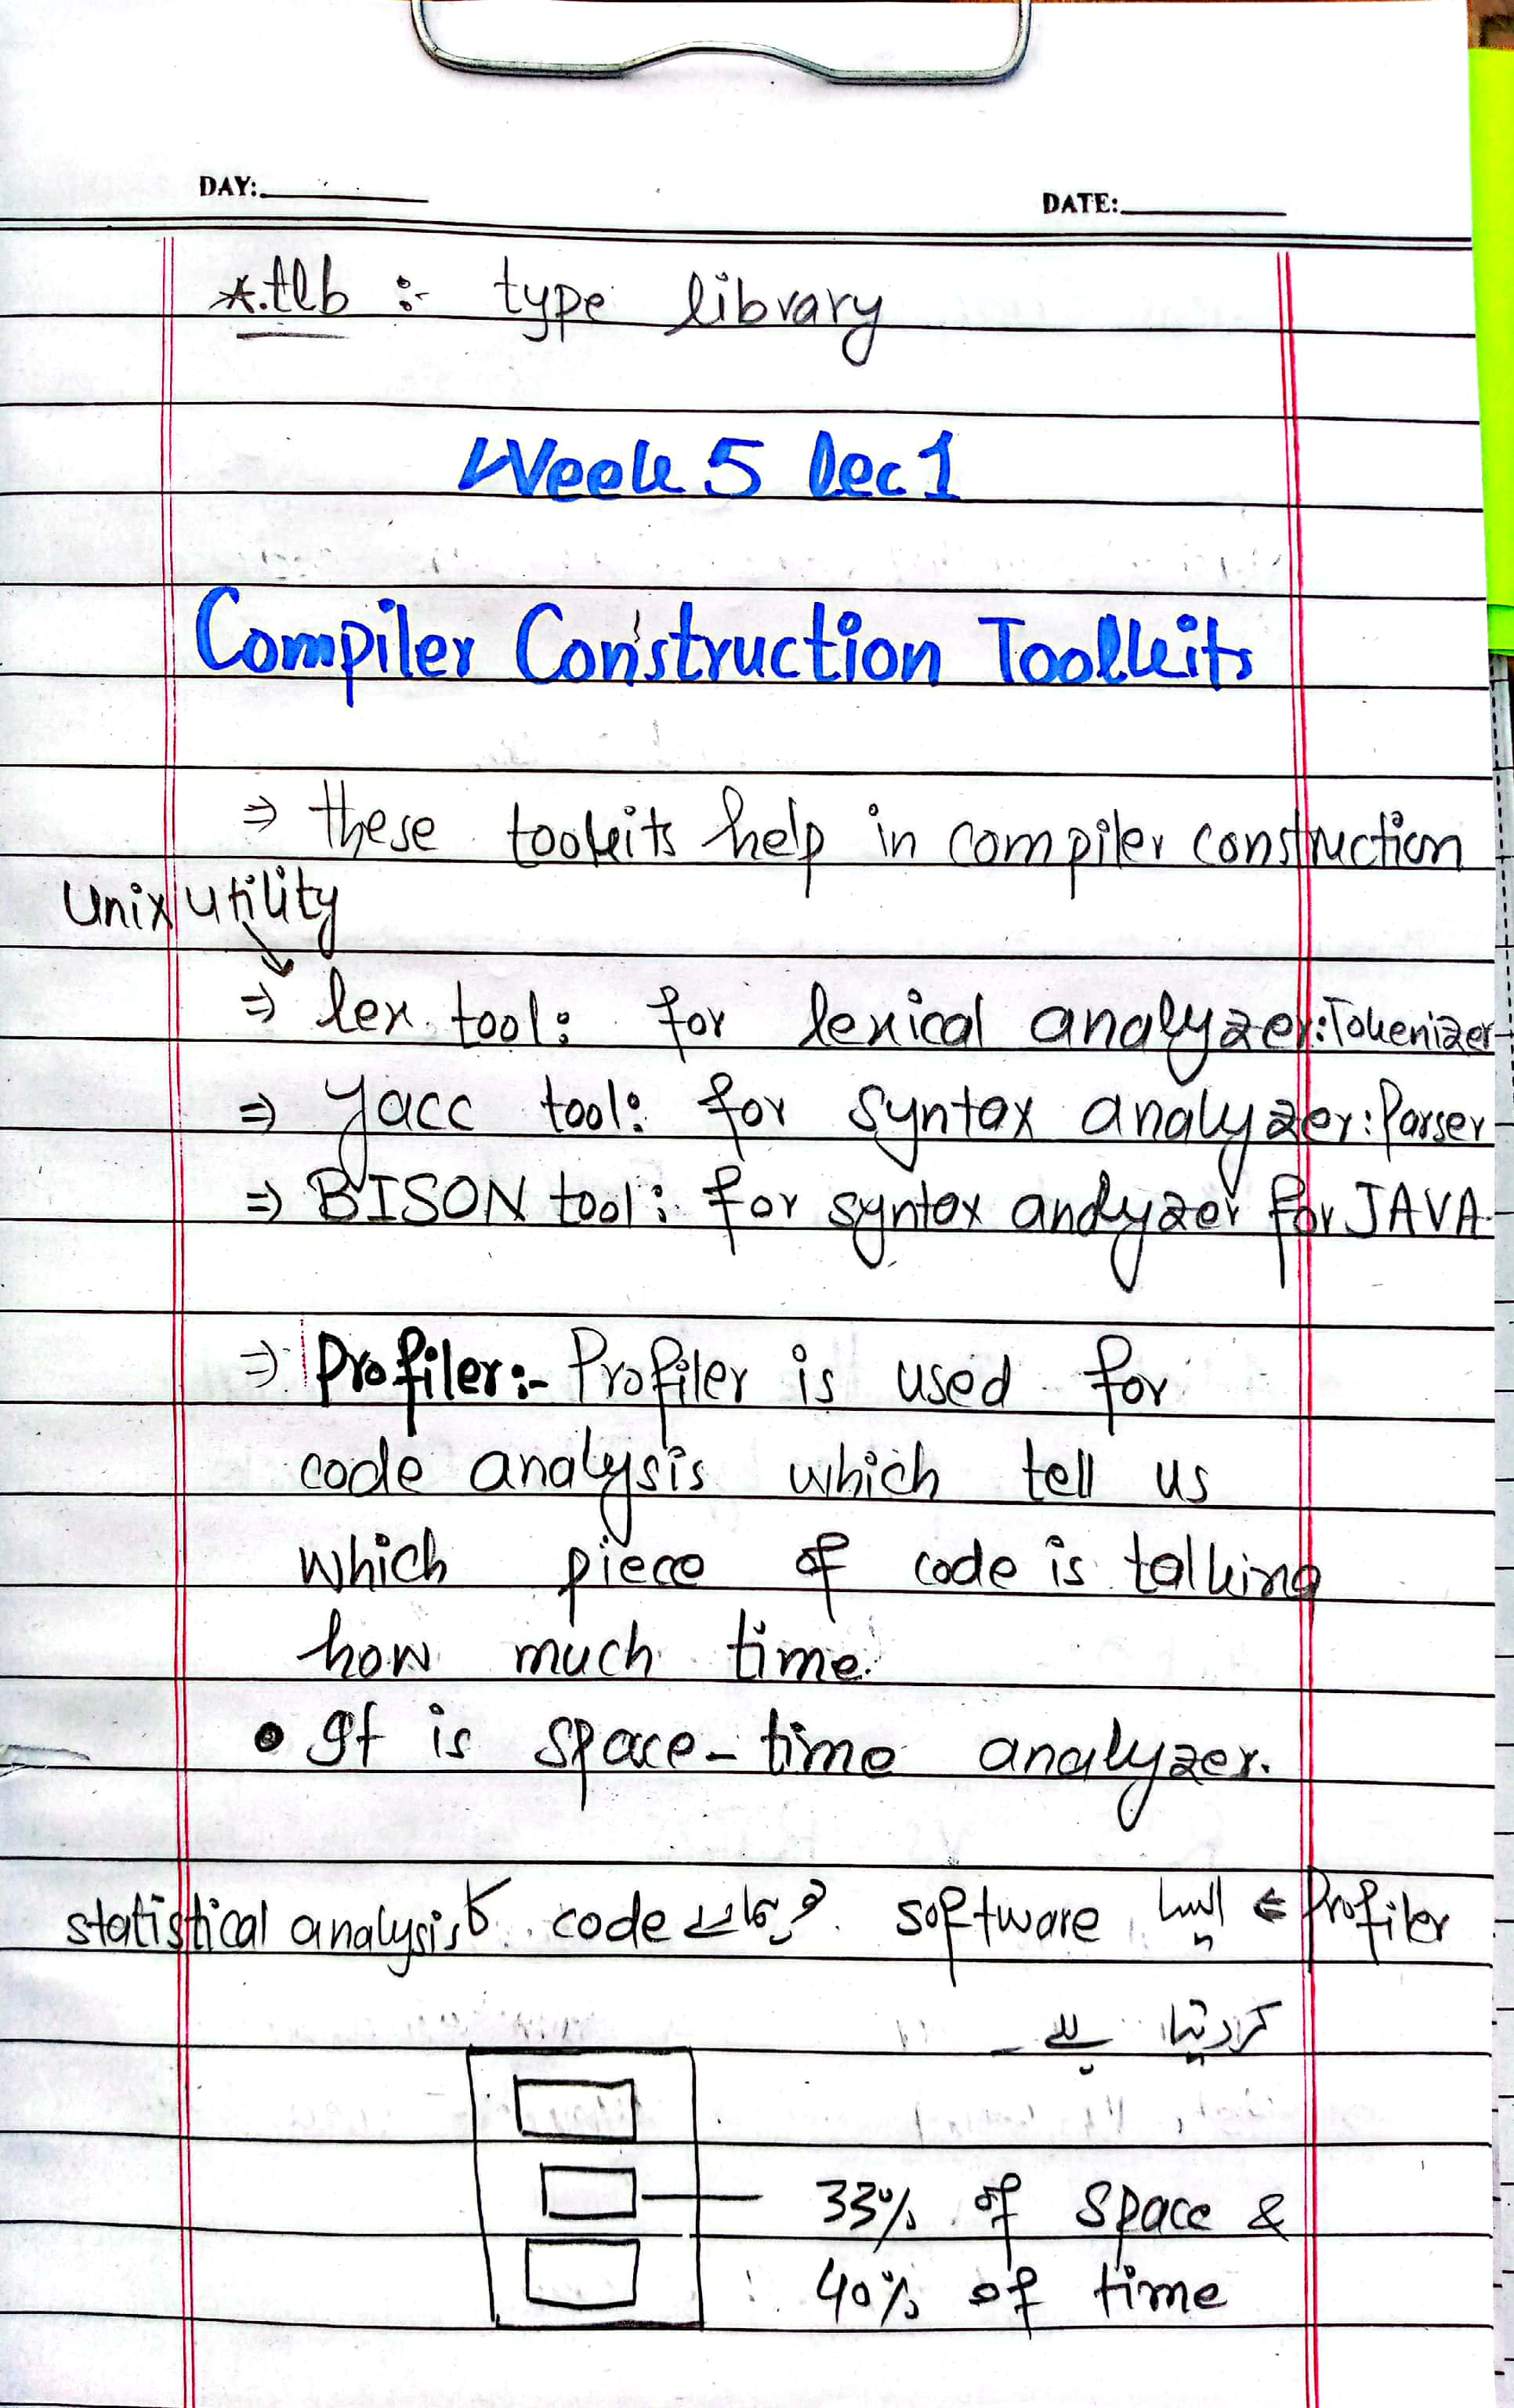 DAY:
DATE:
*.tlb :- type library
Week 5 Lec 1
Compiler Construction Toolkits
⇒ these toolkits help in compiler construction
Unix utility
⇒ lex tool: for lexical analyzer: Tokenizer
⇒ Yacc tool: for syntax analyzer: Parser
⇒ BISON tool: for syntax analyzer for JAVA
⇒ Profiler:- Profiler is used for
code analysis which tell us
which piece of code is talking
how much time.
• It is space-time analyzer.
Profiler ⇐ ایسا software جو ہمارے code کا statistical analysis
کر دیتا ہے۔
33% of space &
40% of time